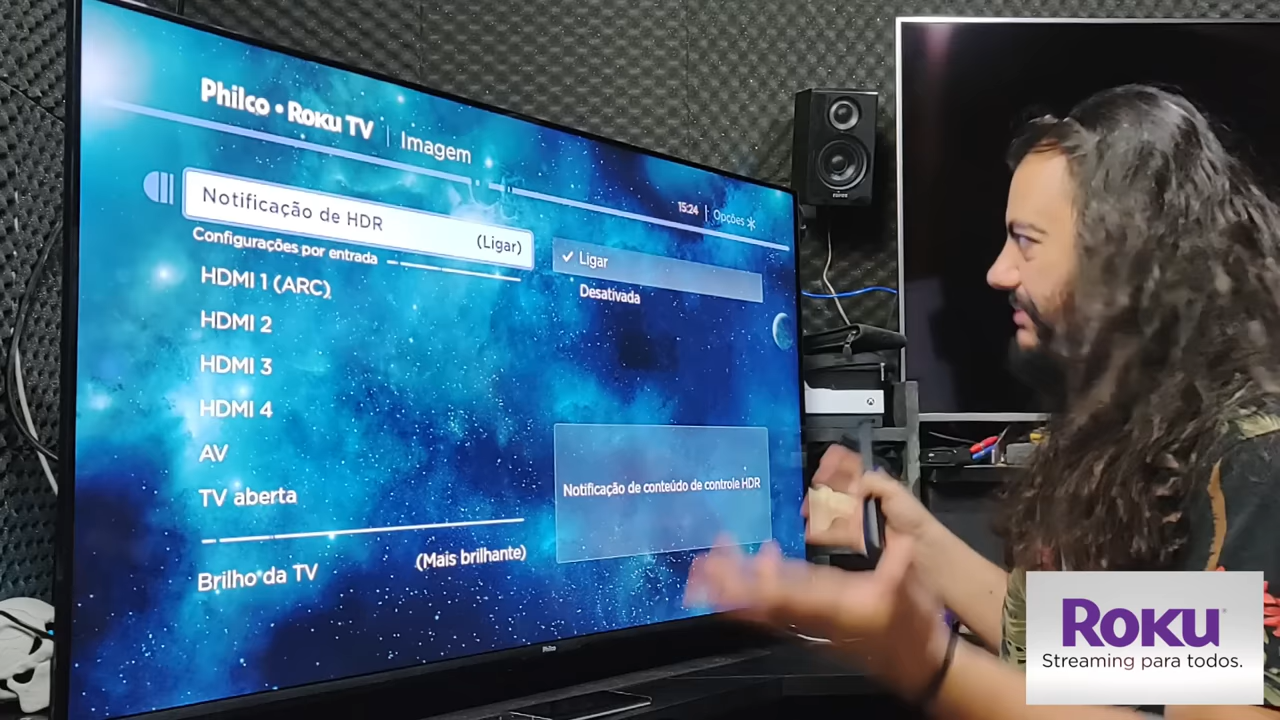 Philco • Roku TV | Imagem
15:24 | Opções ✻
Notificação de HDR
(Ligar)
✓ Ligar
Desativada
Configurações por entrada
HDMI 1 (ARC)
HDMI 2
HDMI 3
HDMI 4
AV
TV aberta
Notificação de conteúdo de controle HDR
Brilho da TV
(Mais brilhante)
Philco
Roku
Streaming para todos.